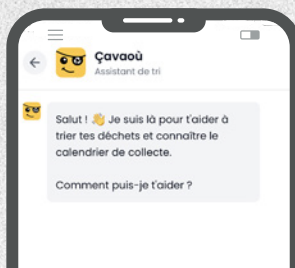 Çavaoù
Assistant de tri
Salut ! 👋 Je suis là pour t'aider à
trier tes déchets et connaître le
calendrier de collecte.
Comment puis-je t'aider ?